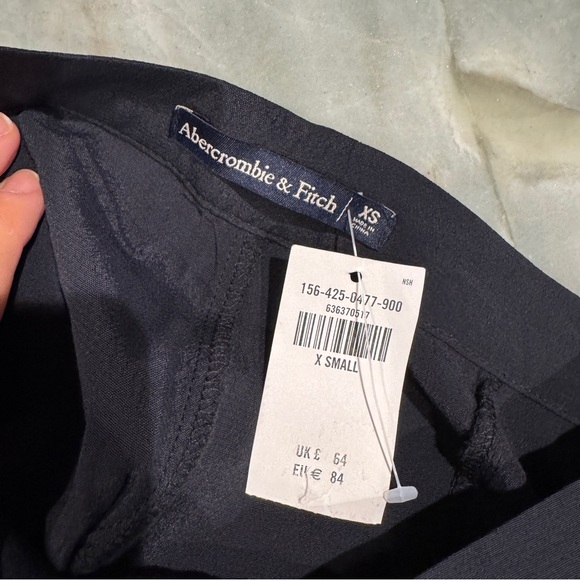 Abercrombie & Fitch
XS
MADE IN
CHINA
NSH
156-425-0477-900
636370517
X SMALL
UK £ 64
EU € 84